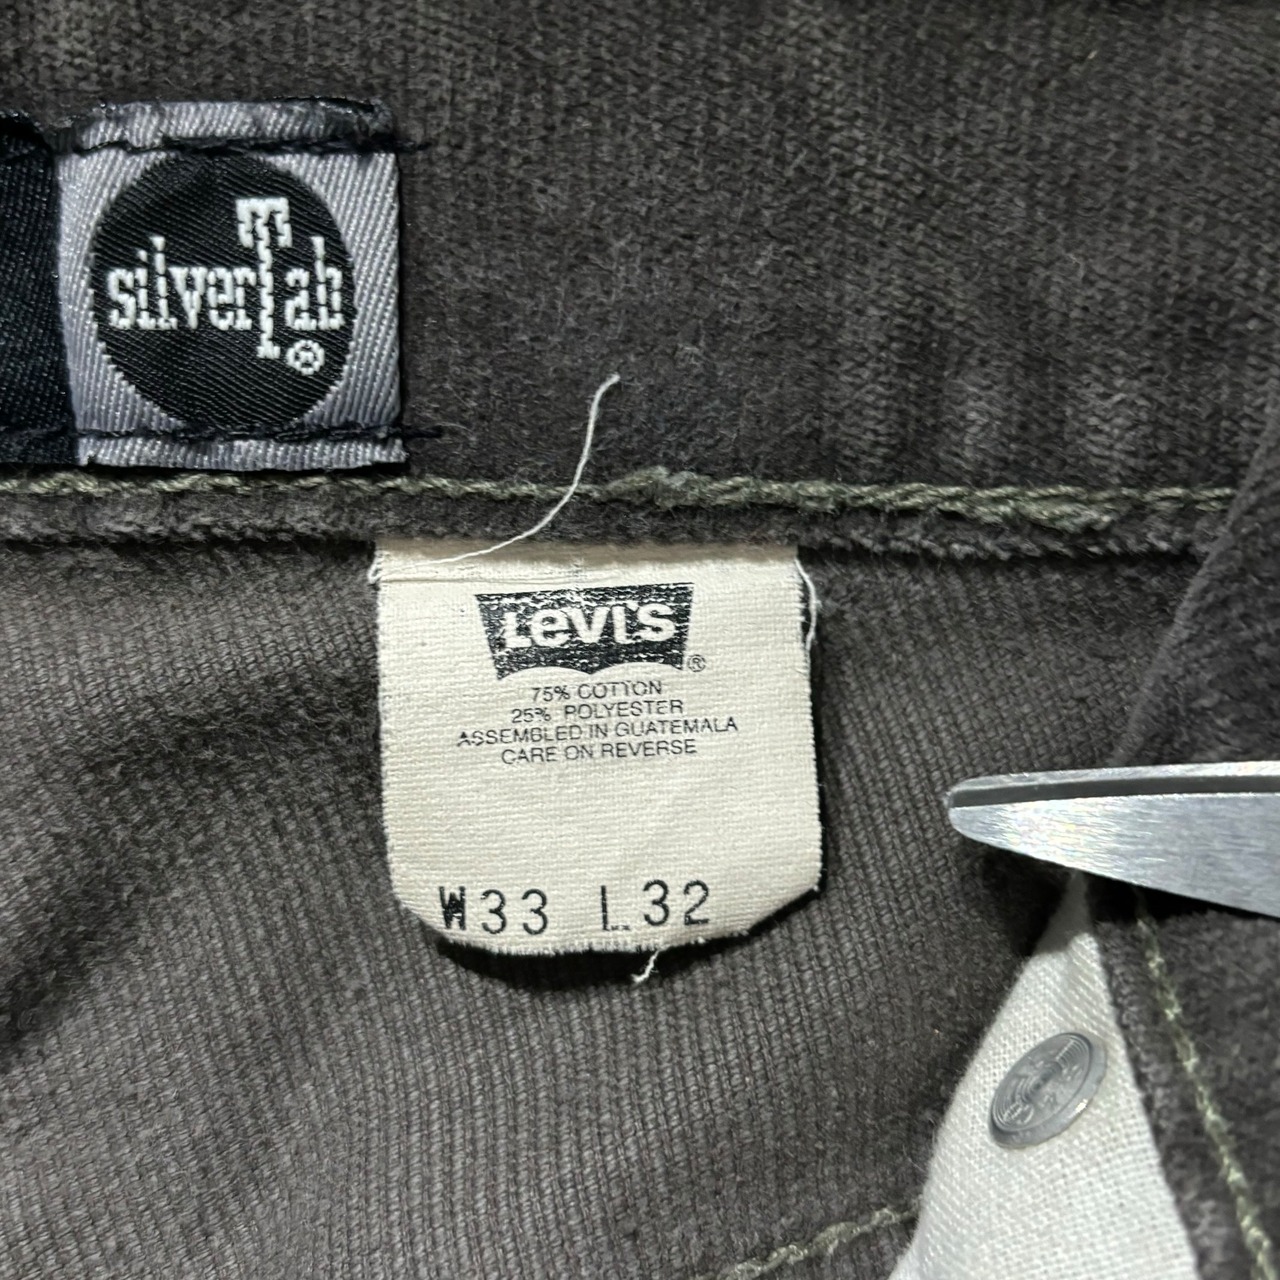 silverTab®
Levi's®
75% COTTON
25% POLYESTER
ASSEMBLED IN GUATEMALA
CARE ON REVERSE
W33 L32